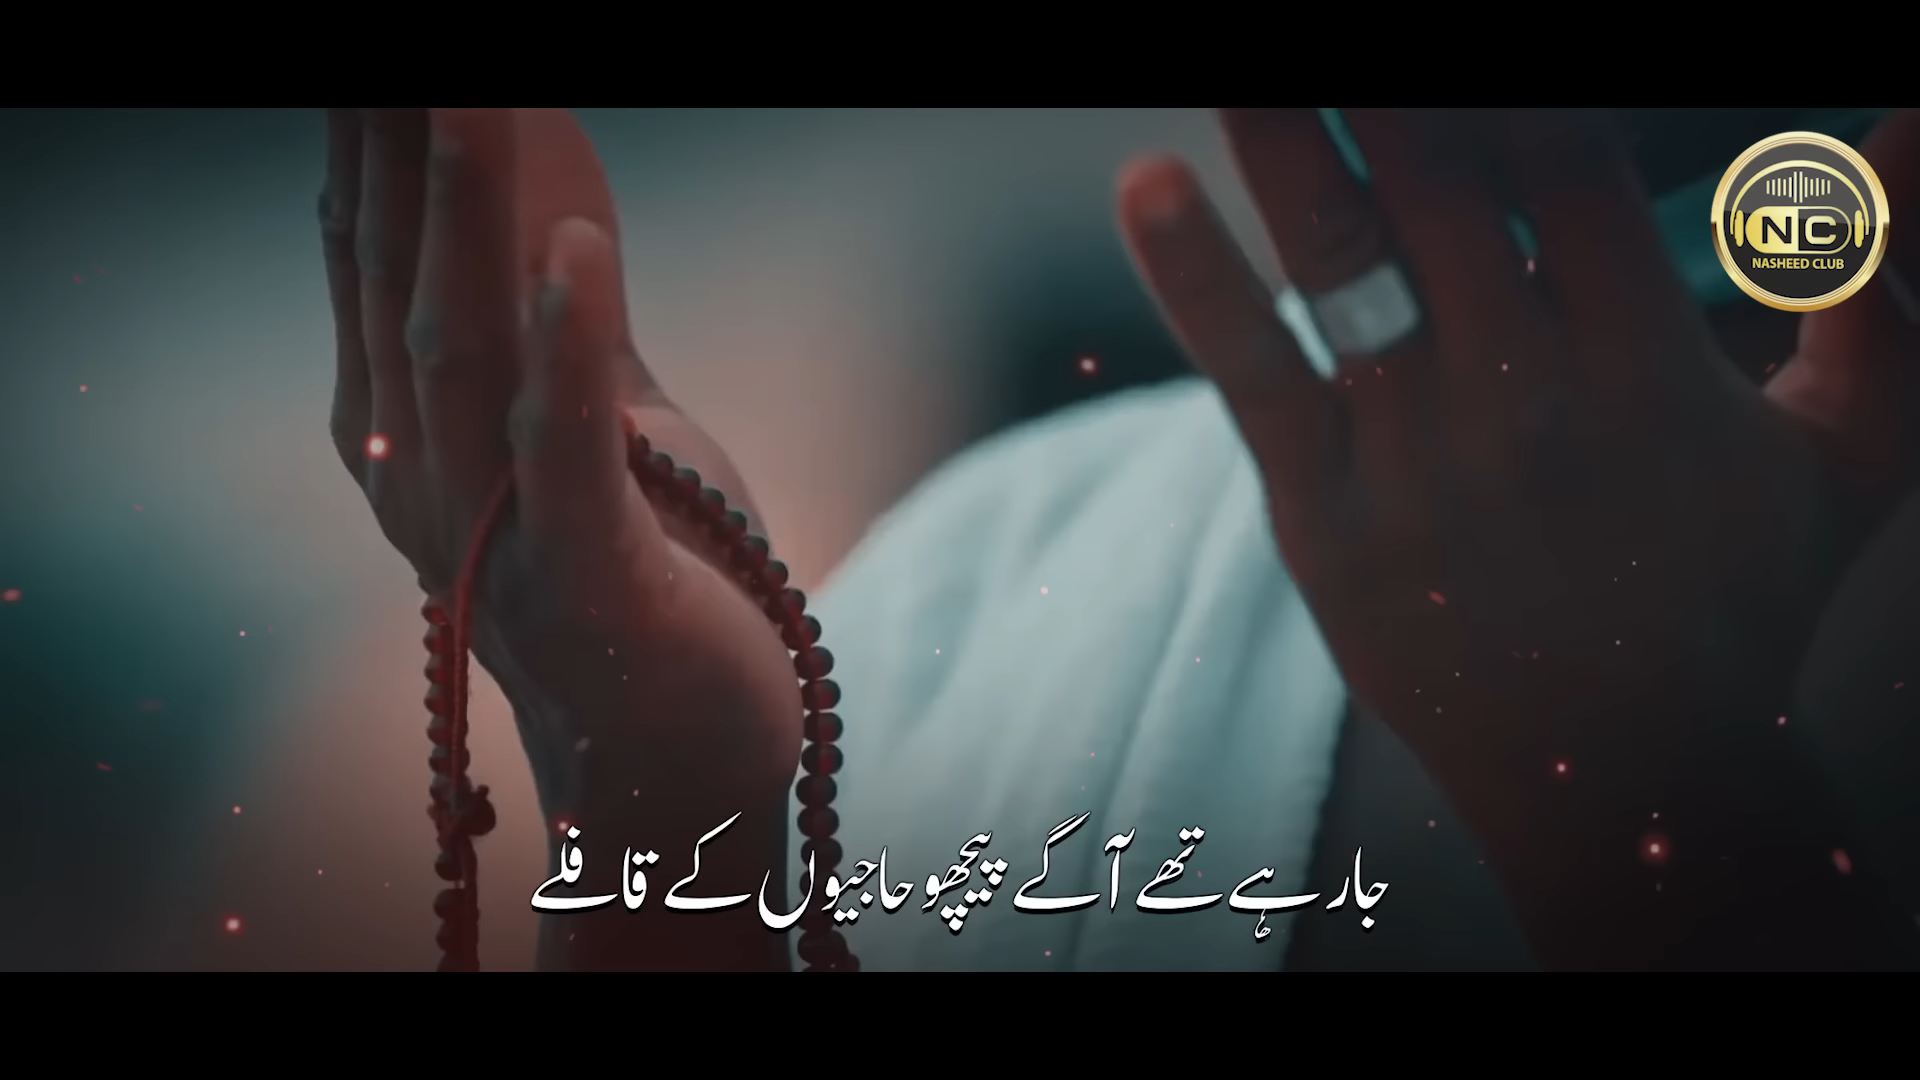 NC
NASHEED CLUB
جا رہے تھے آگے پیچھو حاجیوں کے قافلے